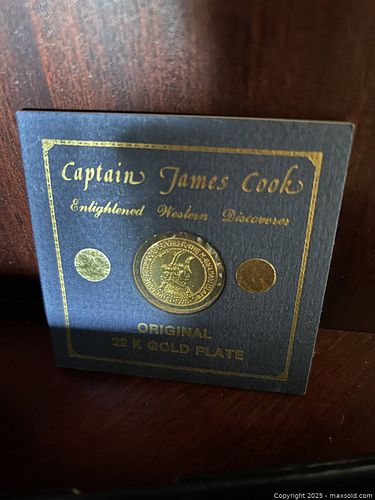 Captain James Cook
Enlightened Western Discoverer
ORIGINAL
22 K GOLD PLATE
Copyright 2025 - maxsold.com